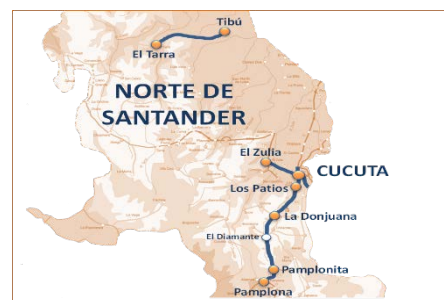 Tibú
El Tarra
NORTE DE
SANTANDER
El Zulia
CUCUTA
Los Patios
La Donjuana
El Diamante
Pamplonita
Pamplona